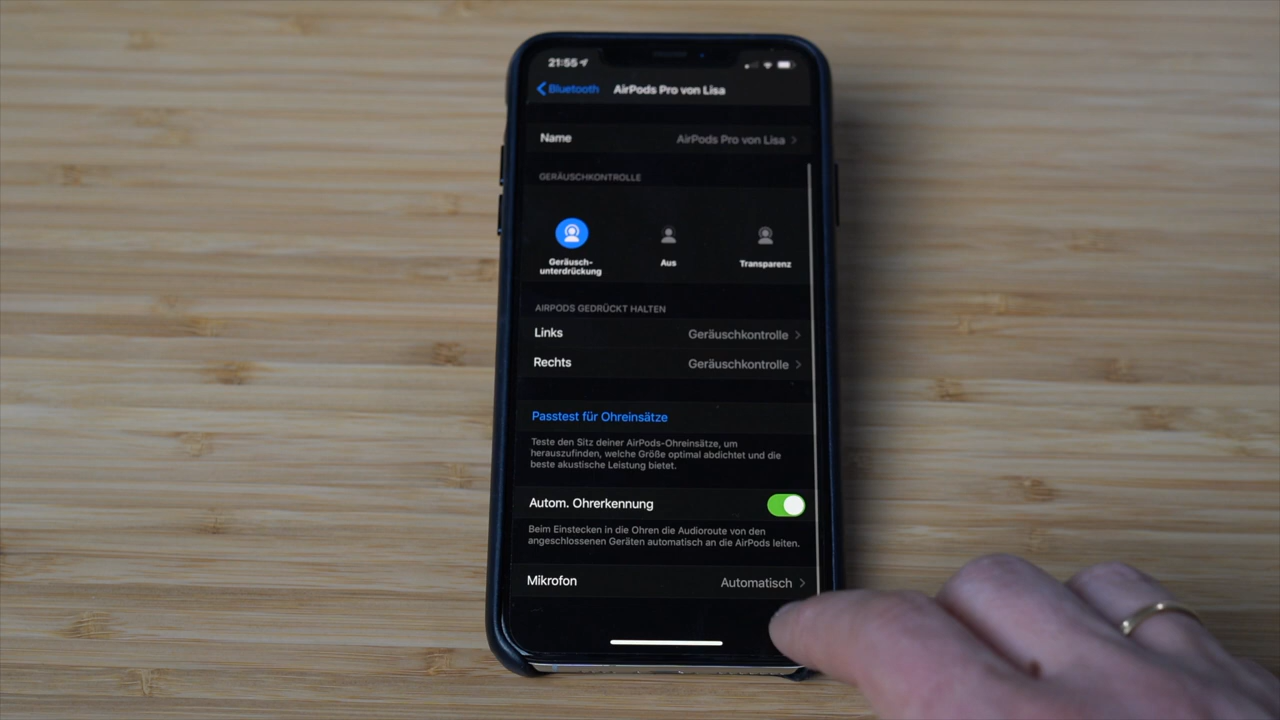 21:55
Bluetooth AirPods Pro von Lisa
Name AirPods Pro von Lisa
GERÄUSCHKONTROLLE
Geräusch-
unterdrückung
Aus
Transparenz
AIRPODS GEDRÜCKT HALTEN
Links Geräuschkontrolle
Rechts Geräuschkontrolle
Passtest für Ohreinsätze
Teste den Sitz deiner AirPods-Ohreinsätze, um
herauszufinden, welche Größe optimal abdichtet und die
beste akustische Leistung bietet.
Autom. Ohrerkennung
Beim Einstecken in die Ohren die Audioroute von den
angeschlossenen Geräten automatisch an die AirPods leiten.
Mikrofon Automatisch